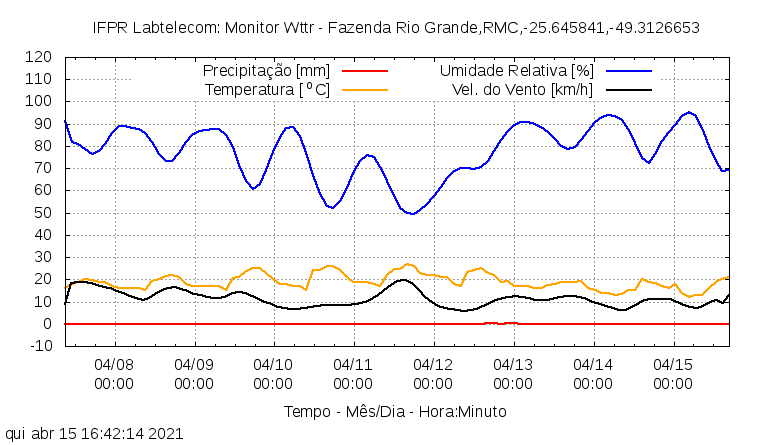 IFPR Labtelecom: Monitor Wttr - Fazenda Rio Grande,RMC,-25.645841,-49.3126653
120
110
100
90
80
70
60
50
40
30
20
10
0
-10
Precipitação [mm]
Temperatura [⁰C]
Umidade Relativa [%]
Vel. do Vento [km/h]
04/08 04/09 04/10 04/11 04/12 04/13 04/14 04/15
00:00 00:00 00:00 00:00 00:00 00:00 00:00 00:00
Tempo - Mês/Dia - Hora:Minuto
qui abr 15 16:42:14 2021